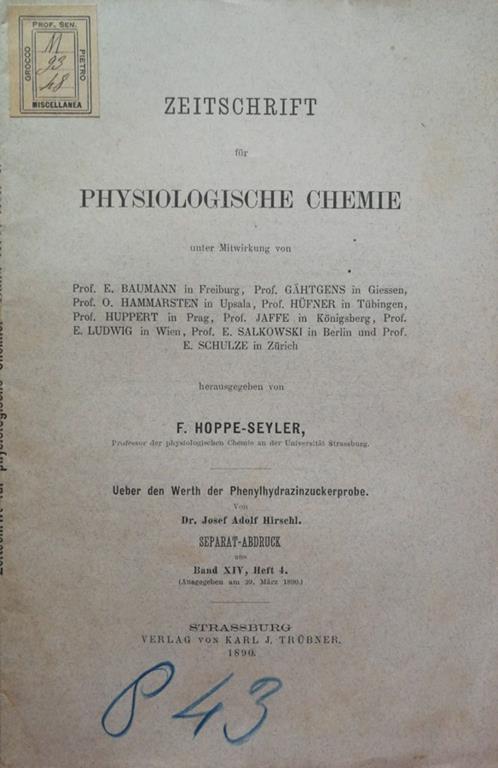 PROF. SEN.
GROCCO
PIETRO
M
93
48
MISCELLANEA
ZEITSCHRIFT
für
PHYSIOLOGISCHE CHEMIE
unter Mitwirkung von
Prof. E. BAUMANN in Freiburg, Prof. GÄHTGENS in Giessen,
Prof. O. HAMMARSTEN in Upsala, Prof. HÜFNER in Tübingen,
Prof. HUPPERT in Prag, Prof. JAFFE in Königsberg, Prof.
E. LUDWIG in Wien, Prof. E. SALKOWSKI in Berlin und Prof.
E. SCHULZE in Zürich
herausgegeben von
F. HOPPE-SEYLER,
Professor der physiologischen Chemie an der Universität Strassburg.
Ueber den Werth der Phenylhydrazinzuckerprobe.
Von
Dr. Josef Adolf Hirschl.
SEPARAT-ABDRUCK
aus
Band XIV, Heft 4.
(Ausgegeben am 29. März 1890.)
STRASSBURG
VERLAG VON KARL J. TRÜBNER.
1890.
P 43